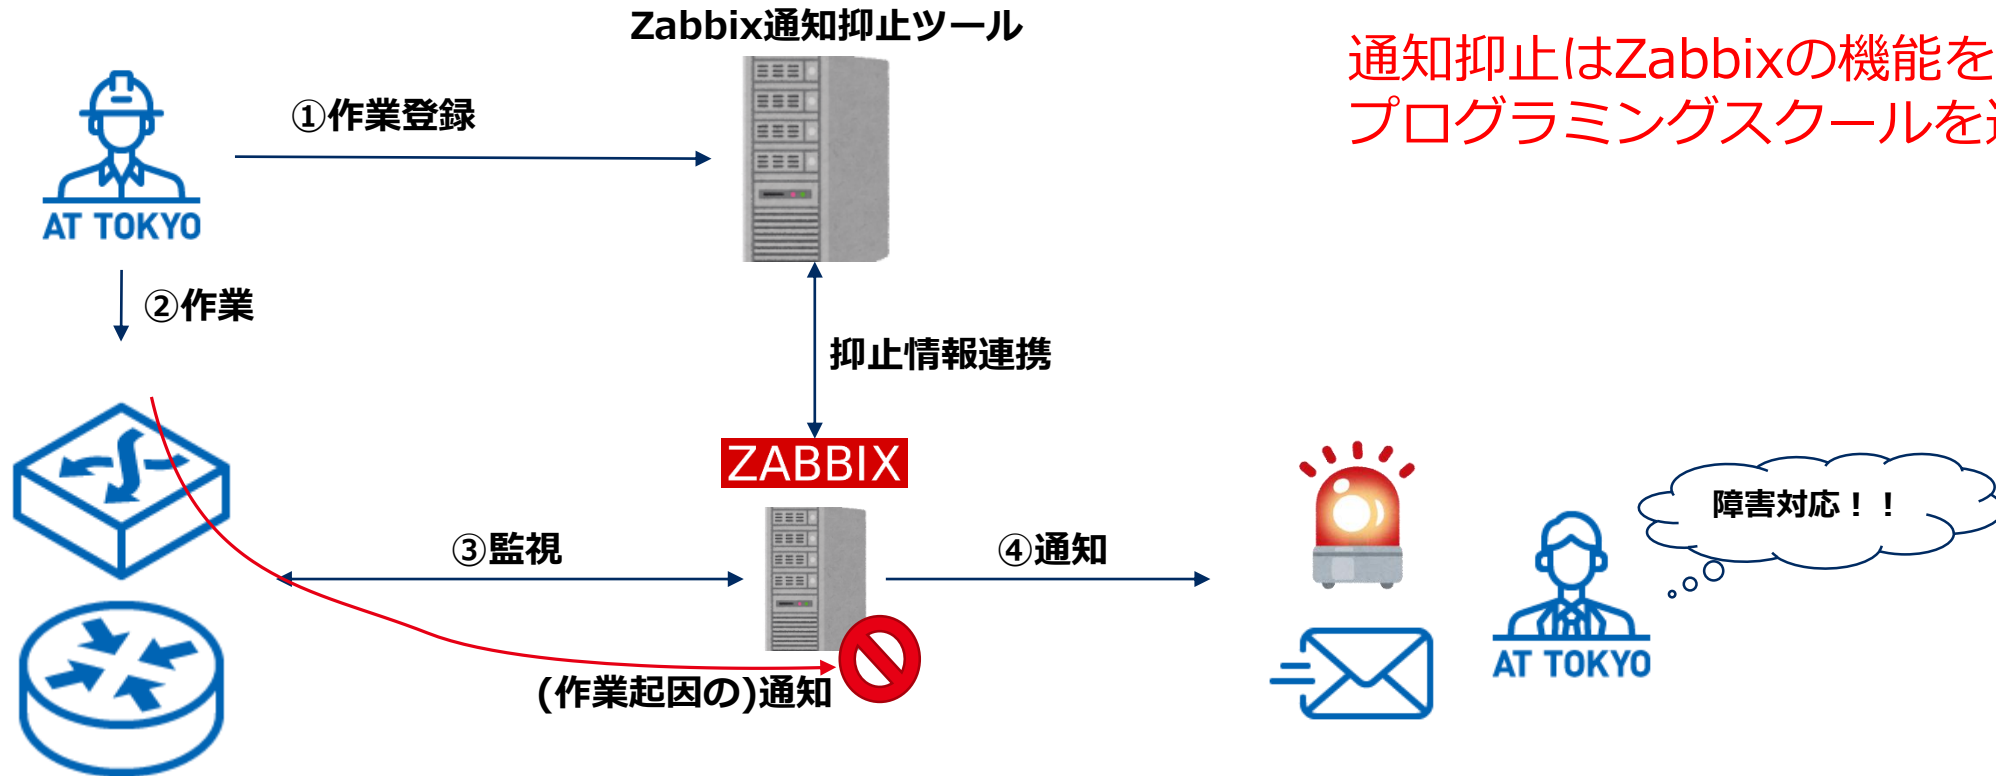 Zabbix通知抑止ツール
通知抑止はZabbixの機能を
プログラミングスクールを
①作業登録
AT TOKYO
②作業
抑止情報連携
ZABBIX
障害対応！！
③監視
④通知
AT TOKYO
(作業起因の)通知